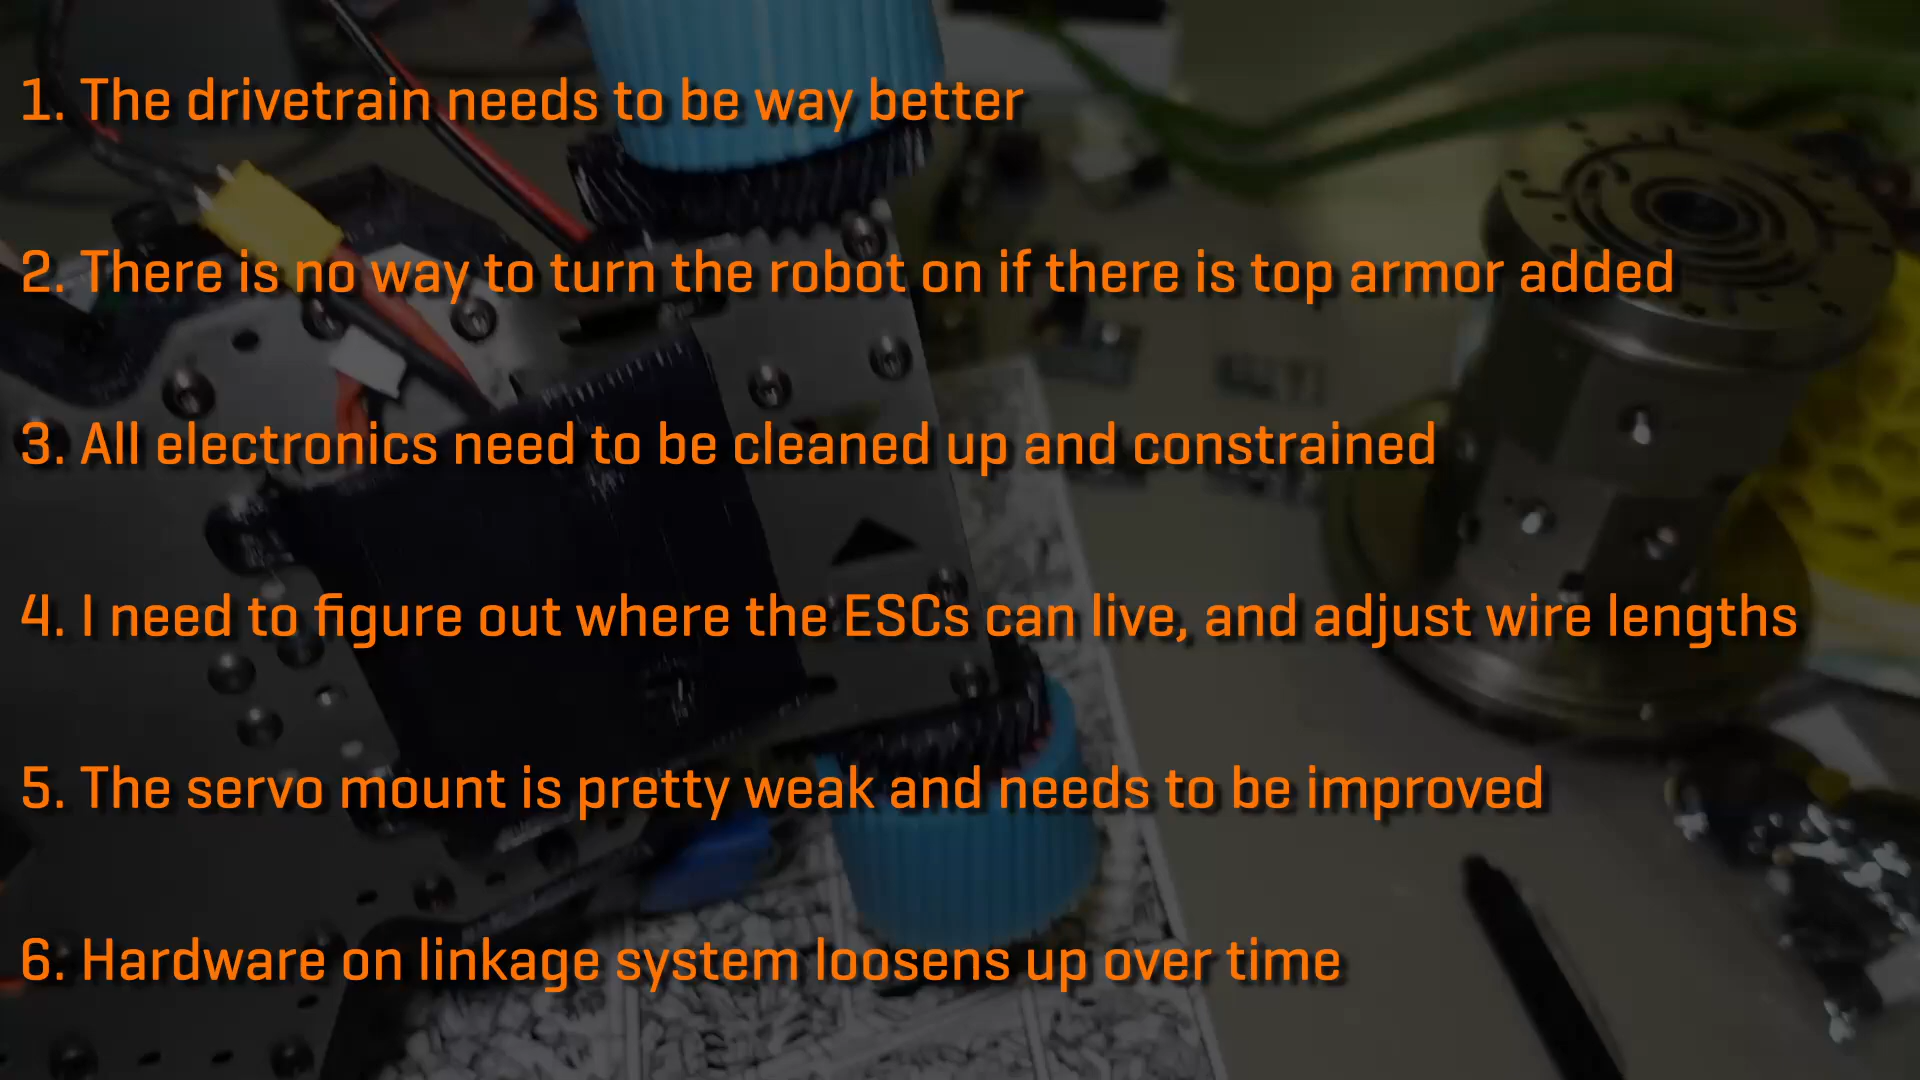 1. The drivetrain needs to be way better
2. There is no way to turn the robot on if there is top armor added
3. All electronics need to be cleaned up and constrained
4. I need to figure out where the ESCs can live, and adjust wire lengths
5. The servo mount is pretty weak and needs to be improved
6. Hardware on linkage system loosens up over time